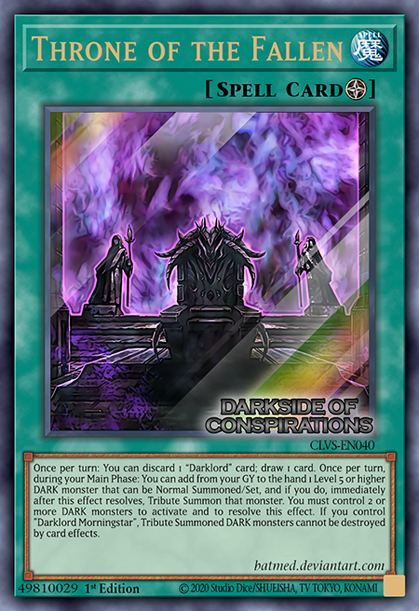 THRONE OF THE FALLEN
SPELL
魔
[SPELL CARD]
DARKSIDE OF
CONSPIRATIONS
CLVS-EN040
Once per turn: You can discard 1 "Darklord" card; draw 1 card. Once per turn,
during your Main Phase: You can add from your GY to the hand 1 Level 5 or higher
DARK monster that can be Normal Summoned/Set, and if you do, immediately
after this effect resolves, Tribute Summon that monster. You must control 2 or
more DARK monsters to activate and to resolve this effect. If you control
"Darklord Morningstar", Tribute Summoned DARK monsters cannot be destroyed
by card effects.
batmed.deviantart.com
49810029 1st Edition ©2020 Studio Dice/SHUEISHA, TV TOKYO, KONAMI